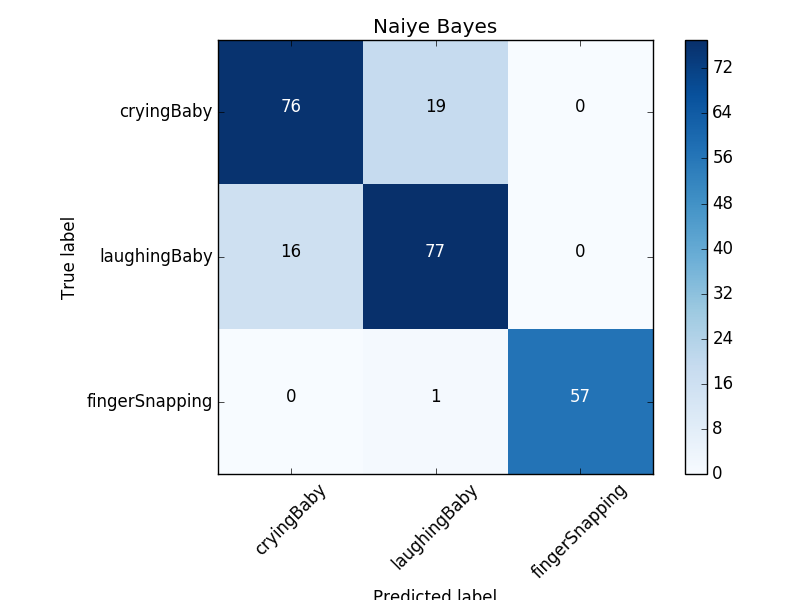 Naiye Bayes
True label
cryingBaby 76 19 0
laughingBaby 16 77 0
fingerSnapping 0 1 57
cryingBaby laughingBaby fingerSnapping
Predicted label
72
64
56
48
40
32
24
16
8
0